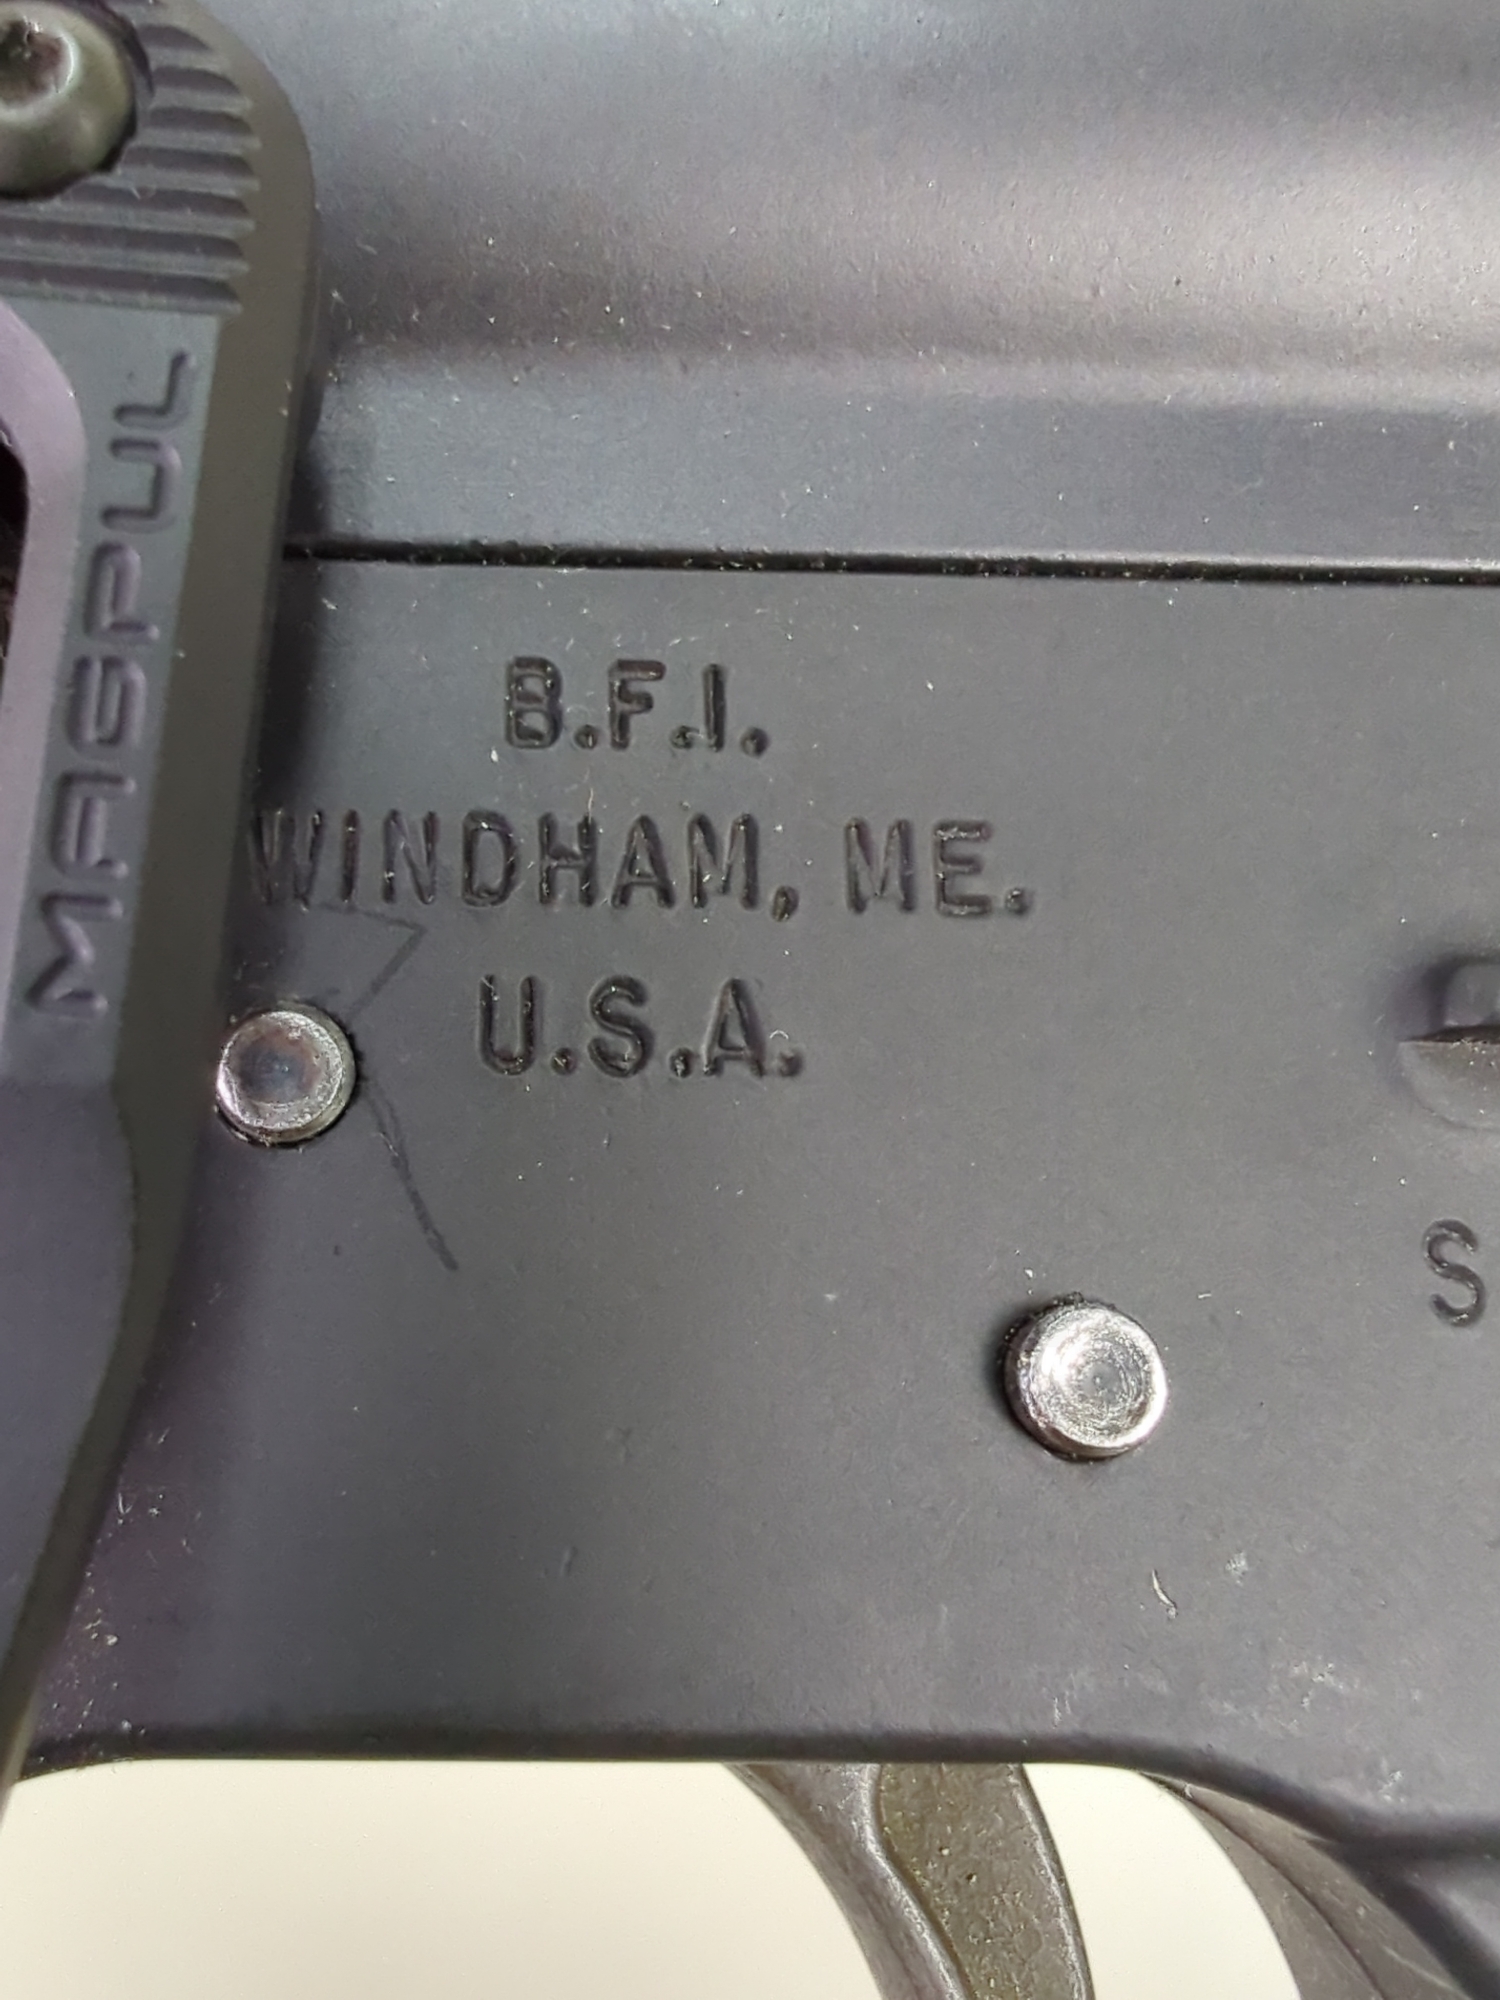 MAGPUL
B.F.I.
WINDHAM, ME.
U.S.A.
S